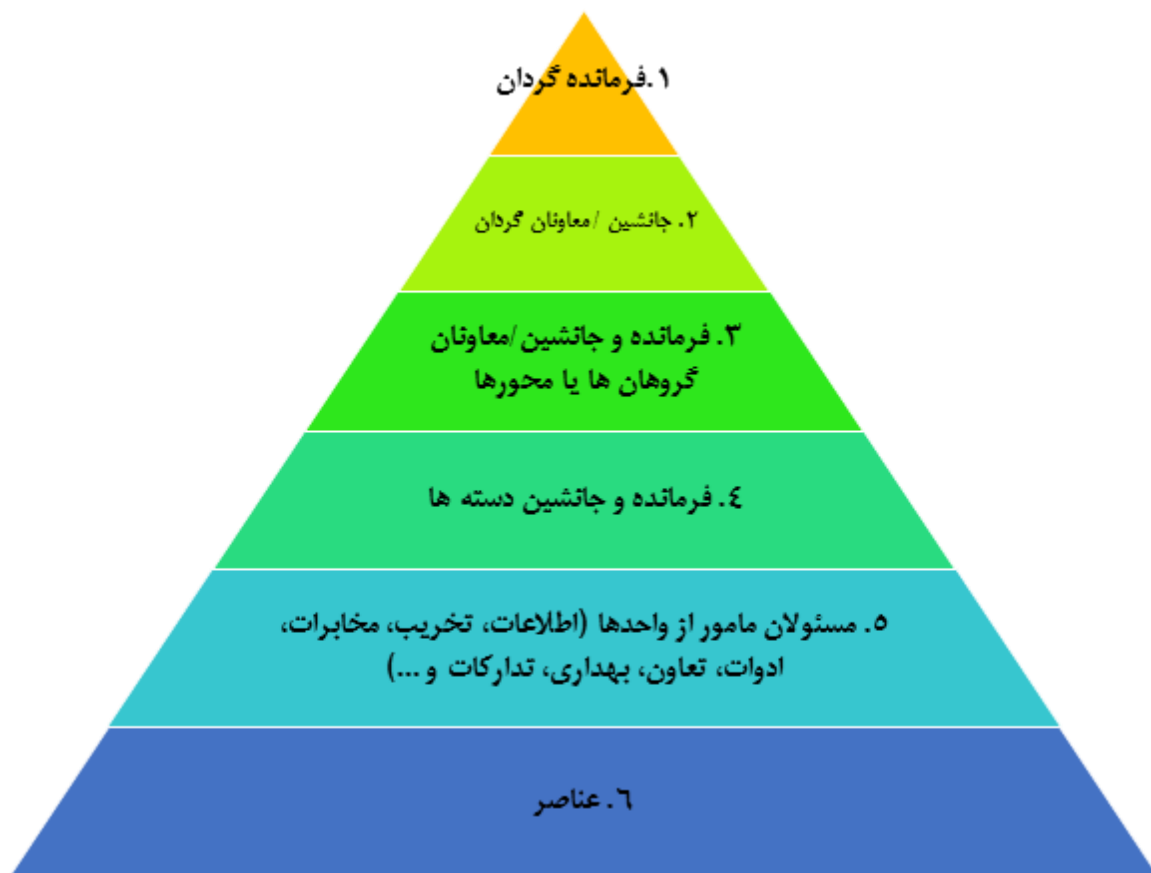 ۱.فرمانده گردان
۲. جانشین /معاونان گردان
۳. فرمانده و جانشین/معاونان
گروهان ها یا محورها
٤. فرمانده و جانشین دسته ها
٥. مسئولان مامور از واحدها (اطلاعات، تخریب، مخابرات،
ادوات، تعاون، بهداری، تدارکات و ...)
٦. عناصر